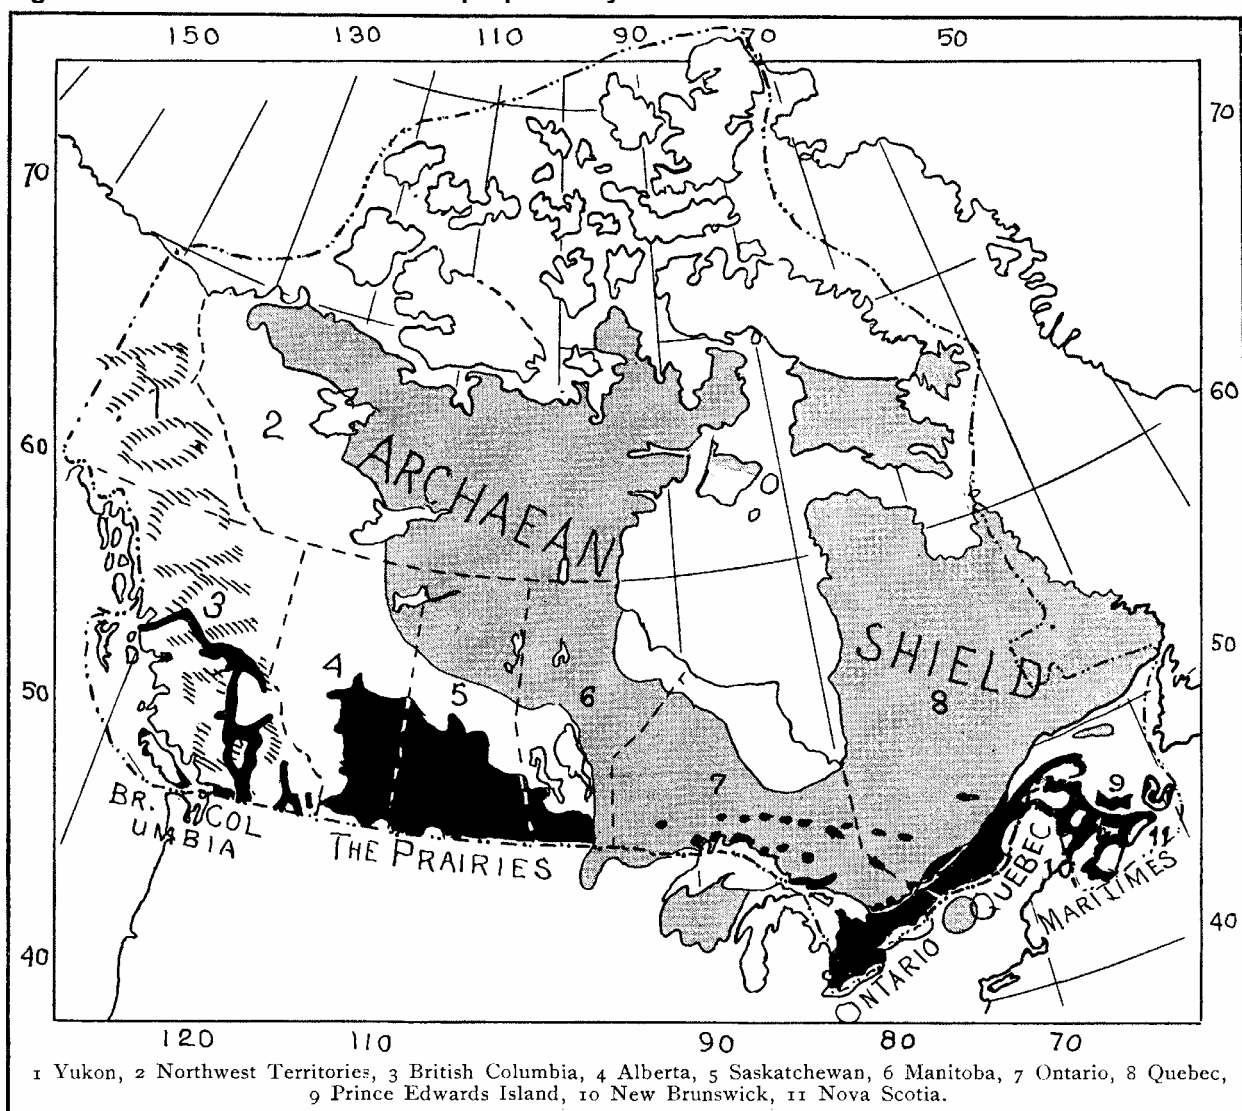 150 130 110 90 70 50
70
70
60
60
50
50
40
40
1
2
3
4
5
6
7
8
9
10
11
ARCHAEAN
SHIELD
BR. COL
UMBIA
THE PRAIRIES
ONTARIO
QUEBEC
MARITIMES
120 110 90 80 70
1 Yukon, 2 Northwest Territories, 3 British Columbia, 4 Alberta, 5 Saskatchewan, 6 Manitoba, 7 Ontario, 8 Quebec,
9 Prince Edwards Island, 10 New Brunswick, 11 Nova Scotia.